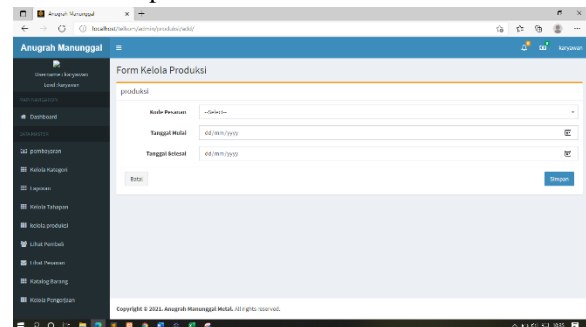 Anugrah Manunggal
localhost/telkom/admin/produksi/add/
Anugrah Manunggal
karyawan
Username : karyawan
Level : karyawan
Form Kelola Produksi
produksi
Kode Pesanan
--Select--
Tanggal Mulai
dd/mm/yyyy
Tanggal Selesai
dd/mm/yyyy
Batal
Simpan
Dashboard
pembayaran
Kelola Kategori
Laporan
Kelola Tahapan
kelola produksi
Lihat Pembeli
Lihat Pesanan
Katalog Barang
Kelola Pengerjaan
Copyright © 2021. Anugrah Manunggal Metal. All rights reserved.